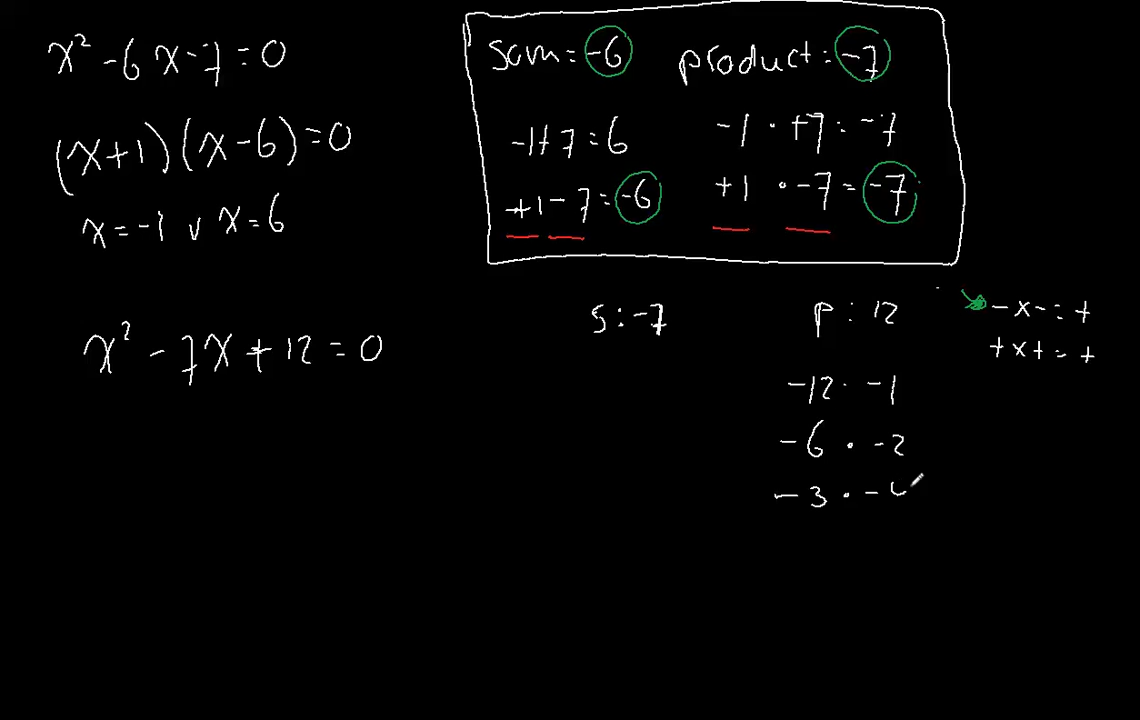 x² - 6x - 7 = 0
(x+1)(x-6) = 0
x = -1 v x = 6
sum = -6 product: -7
-1+7 = 6 -1 · +7 = -7
+1-7 = -6 +1 · -7 = -7
x² - 7x + 12 = 0
s: -7 p: 12
-12 · -1
-6 · -2
-3 · -4
- x - = +
+ x + = +